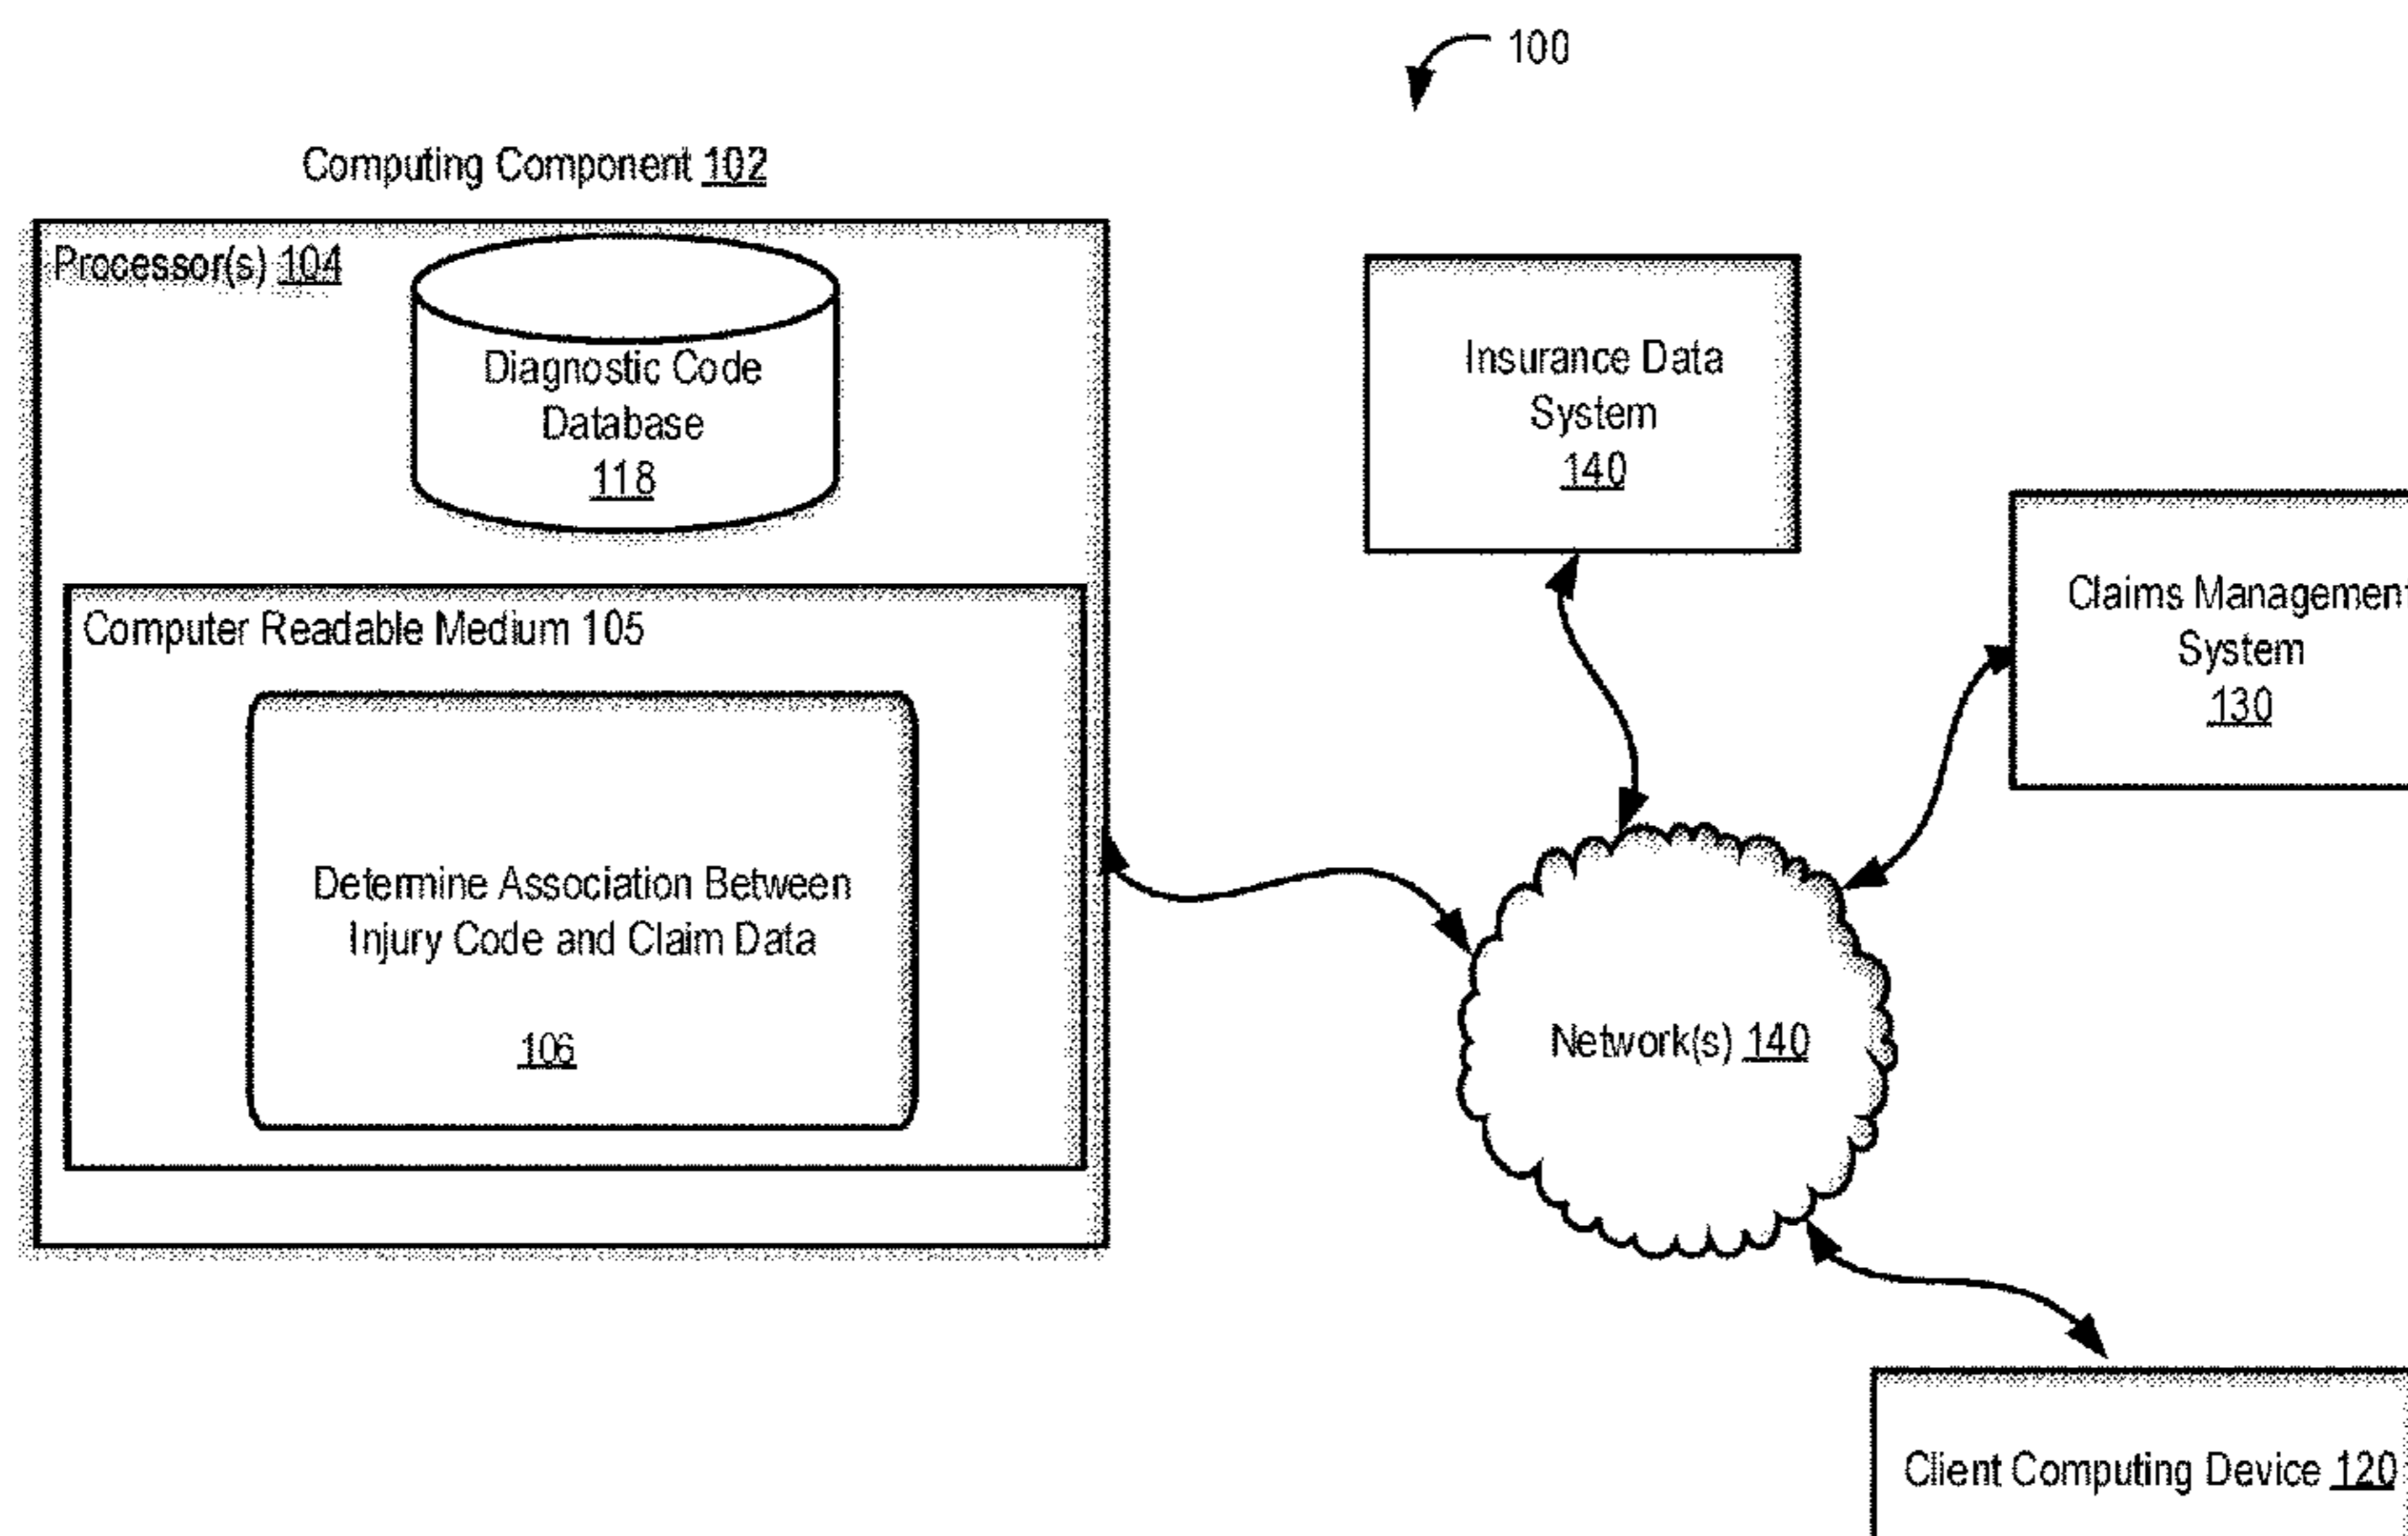 100
Computing Component 102
Processor(s) 104
Diagnostic Code
Database
118
Computer Readable Medium 105
Determine Association Between
Injury Code and Claim Data
106
Insurance Data
System
140
Claims Management
System
130
Network(s) 140
Client Computing Device 120